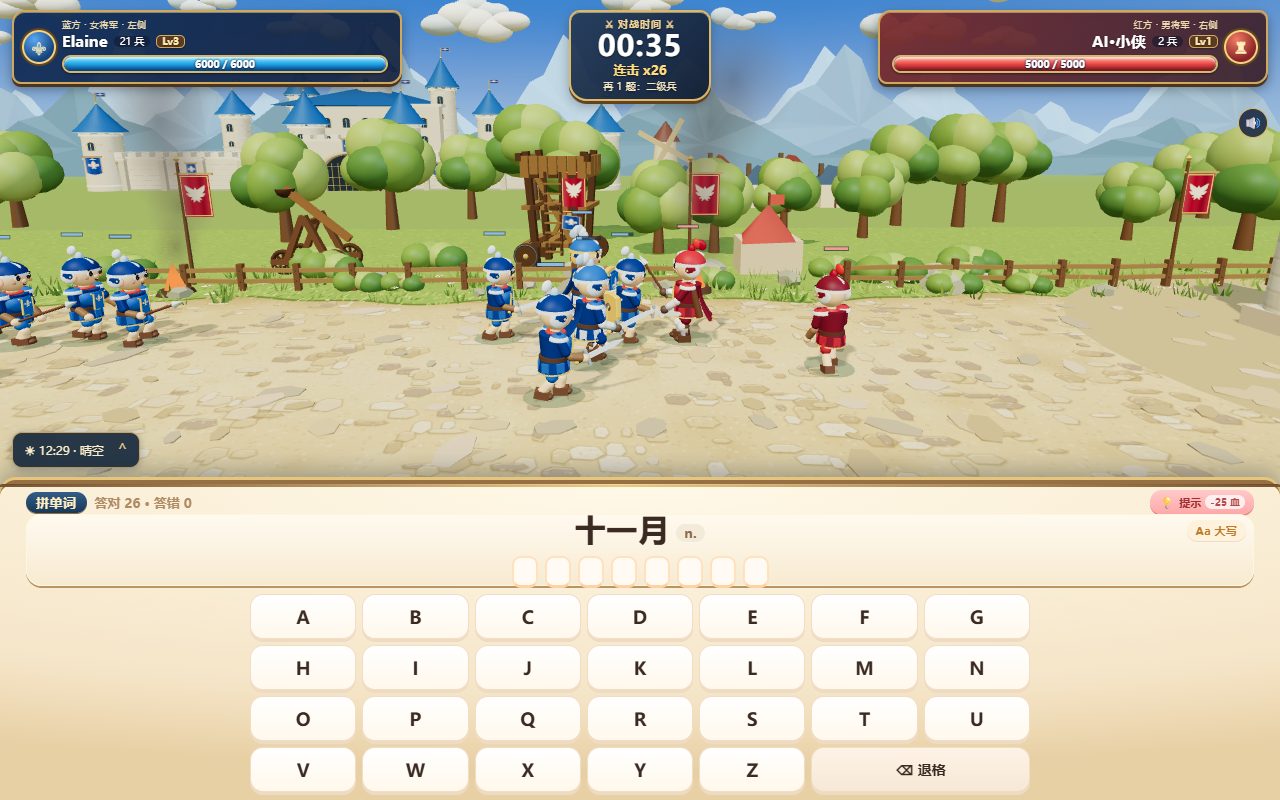 蓝方 · 女将军 · 左侧
Elaine 21 兵 Lv3
6000 / 6000
⚔ 对战时间 ⚔
00:35
连击 x26
再 1 题：二级兵
红方 · 男将军 · 右侧
AI·小侠 2 兵 Lv1
5000 / 5000
☀ 12:29 · 晴空 ^
拼单词 答对 26 • 答错 0
💡 提示 -25 血
十一月 n.
Aa 大写
A B C D E F G
H I J K L M N
O P Q R S T U
V W X Y Z ⌫ 退格